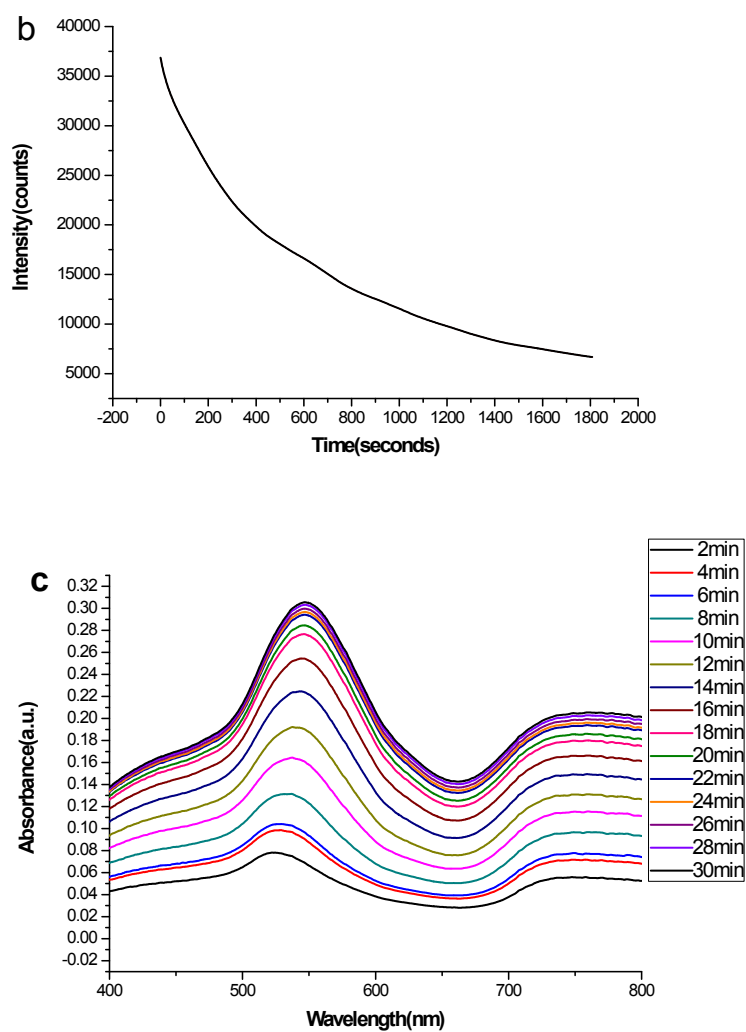 b
40000
35000
30000
25000
20000
15000
10000
5000
Intensity(counts)
-200 0 200 400 600 800 1000 1200 1400 1600 1800 2000
Time(seconds)
c
0.32
0.30
0.28
0.26
0.24
0.22
0.20
0.18
0.16
0.14
0.12
0.10
0.08
0.06
0.04
0.02
0.00
-0.02
Absorbance(a.u.)
400 500 600 700 800
Wavelength(nm)
2min
4min
6min
8min
10min
12min
14min
16min
18min
20min
22min
24min
26min
28min
30min